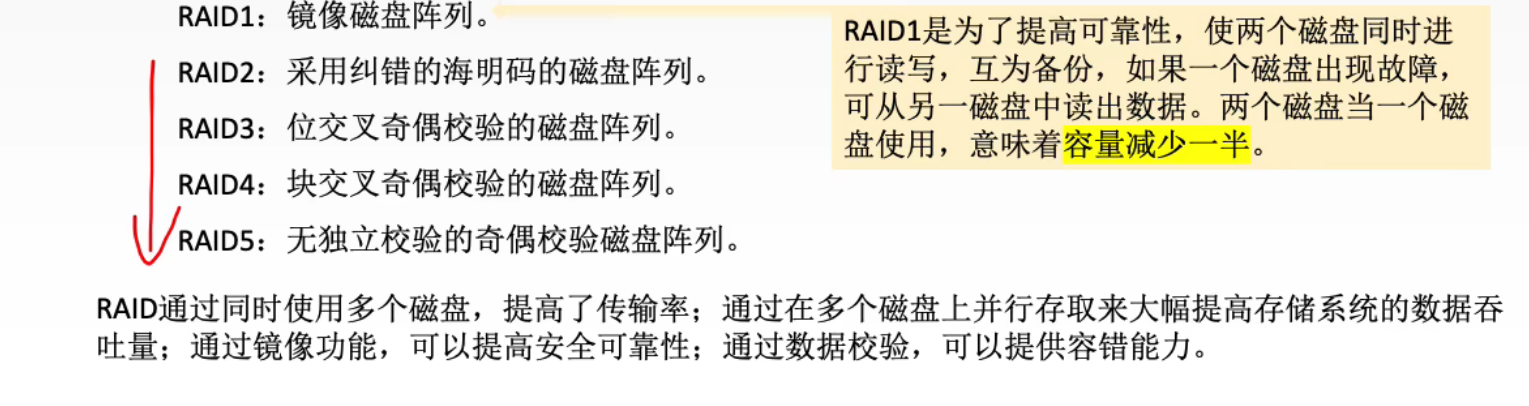 RAID1：镜像磁盘阵列。
RAID2：采用纠错的海明码的磁盘阵列。
RAID3：位交叉奇偶校验的磁盘阵列。
RAID4：块交叉奇偶校验的磁盘阵列。
RAID5：无独立校验的奇偶校验磁盘阵列。
RAID1是为了提高可靠性，使两个磁盘同时进
行读写，互为备份，如果一个磁盘出现故障，
可从另一磁盘中读出数据。两个磁盘当一个磁
盘使用，意味着容量减少一半。
RAID通过同时使用多个磁盘，提高了传输率；通过在多个磁盘上并行存取来大幅提高存储系统的数据吞
吐量；通过镜像功能，可以提高安全可靠性；通过数据校验，可以提供容错能力。